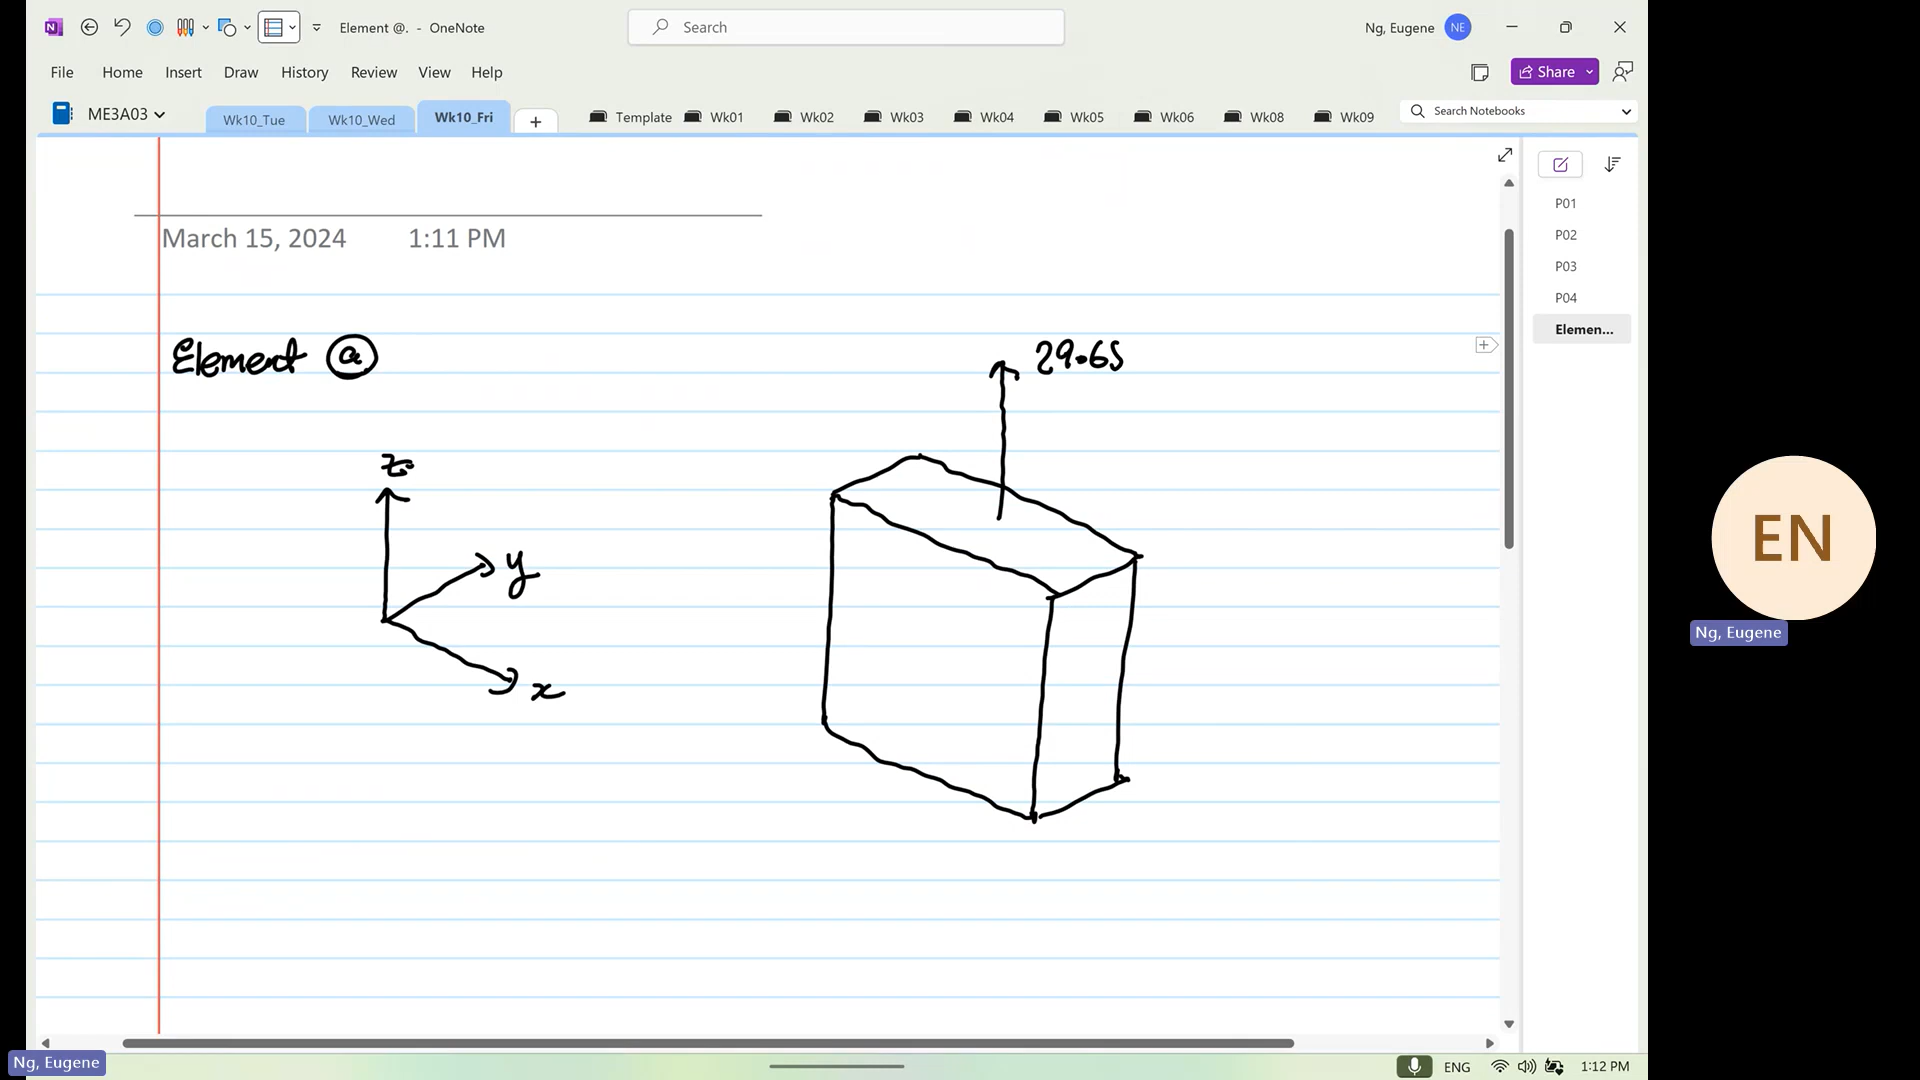 Element @. - OneNote
Search
Ng, Eugene
NE
File Home Insert Draw History Review View Help
Share
ME3A03
Wk10_Tue Wk10_Wed Wk10_Fri
Template Wk01 Wk02 Wk03 Wk04 Wk05 Wk06 Wk08 Wk09
Search Notebooks
P01
P02
P03
P04
Elemen...
March 15, 2024 1:11 PM
Element ⓐ
29.65
z
y
x
EN
Ng, Eugene
Ng, Eugene
ENG
1:12 PM